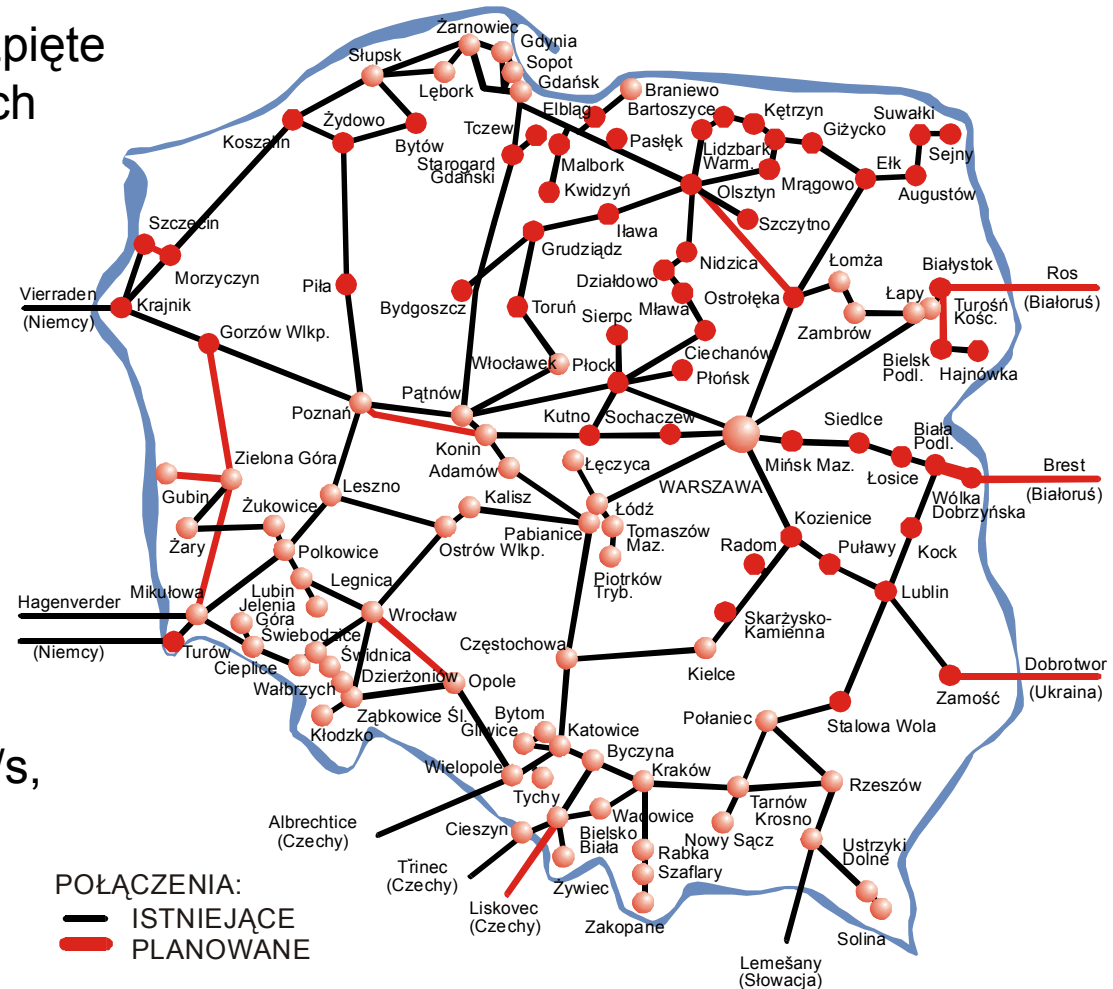 pięte
ch
Żarnowiec
Gdynia
Słupsk
Sopot
Gdańsk
Lębork
Braniewo
Elbląg
Bartoszyce
Kętrzyn
Suwałki
Koszalin
Żydowo
Bytów
Tczew
Pasłęk
Lidzbark
Warm.
Giżycko
Sejny
Starogard
Gdański
Malbork
Ełk
Kwidzyń
Olsztyn
Mrągowo
Augustów
Szczecin
Iława
Szczytno
Grudziądz
Morzyczyn
Nidzica
Łomża
Białystok
Ros
(Białoruś)
Vierraden
(Niemcy)
Krajnik
Piła
Działdowo
Ostrołęka
Łapy
Turośń
Kośc.
Bydgoszcz
Toruń
Sierpc
Mława
Zambrów
Gorzów Wlkp.
Ciechanów
Bielsk
Podl.
Hajnówka
Włocławek
Płock
Płońsk
Poznań
Pątnów
Kutno
Sochaczew
Siedlce
Biała
Podl.
Konin
Mińsk Maz.
Adamów
Łęczyca
WARSZAWA
Łosice
Brest
(Białoruś)
Zielona Góra
Wólka
Dobrzyńska
Gubin
Leszno
Kalisz
Łódź
Żukowice
Pabianice
Kozienice
Żary
Ostrów Wlkp.
Tomaszów
Maz.
Radom
Puławy
Kock
Polkowice
Piotrków
Tryb.
Mikułowa
Lubin
Legnica
Lublin
Hagenverder
(Niemcy)
Jelenia
Góra
Wrocław
Skarżysko-
Kamienna
Świebodzice
Turów
Cieplice
Świdnica
Częstochowa
Kielce
Dobrotwor
(Ukraina)
Wałbrzych
Dzierżoniów
Opole
Zamość
Kłodzko
Ząbkowice Śl.
Bytom
Gliwice
Połaniec
Stalowa Wola
Katowice
Byczyna
/s,
Wielopole
Kraków
Rzeszów
Tychy
Tarnów
Krosno
Albrechtice
(Czechy)
Cieszyn
Wadowice
Bielsko
Biała
Nowy Sącz
Ustrzyki
Dolne
Třinec
(Czechy)
Rabka
Szaflary
Żywiec
POŁĄCZENIA:
ISTNIEJĄCE
PLANOWANE
Liskovec
(Czechy)
Zakopane
Solina
Lemešany
(Słowacja)